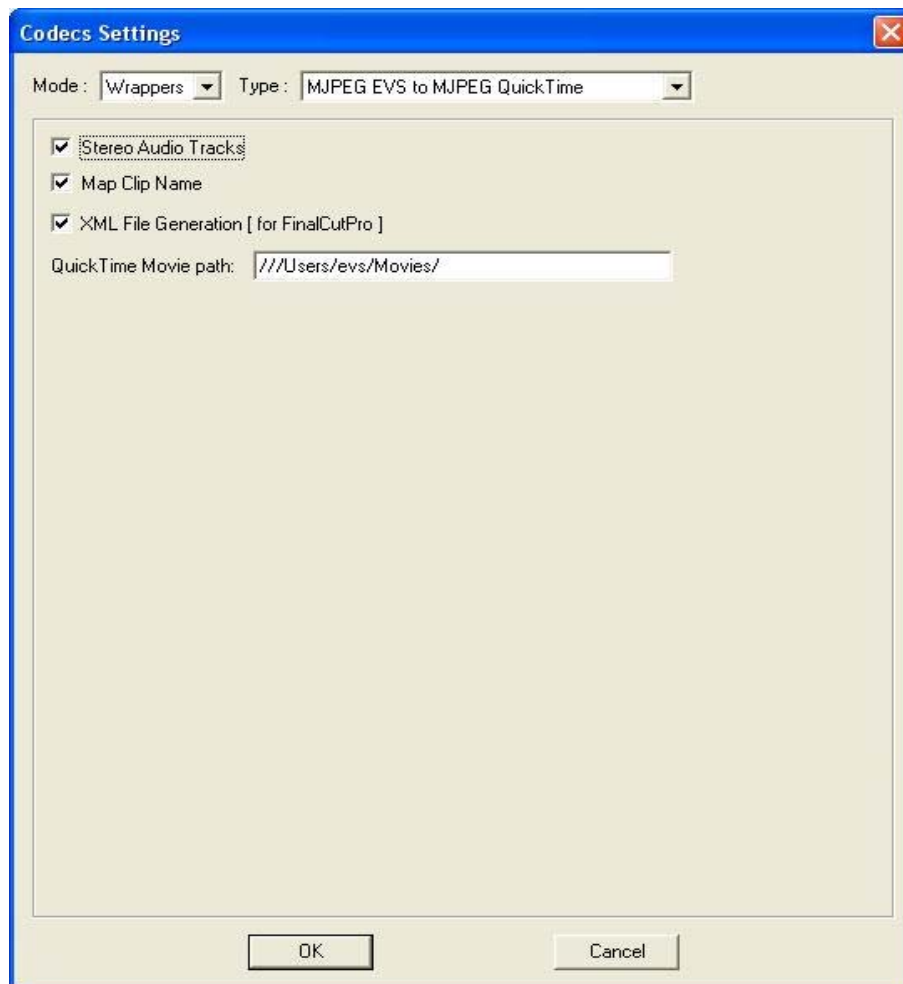 Codecs Settings
Mode : Wrappers Type : MJPEG EVS to MJPEG QuickTime
Stereo Audio Tracks
Map Clip Name
XML File Generation [ for FinalCutPro ]
QuickTime Movie path: ///Users/evs/Movies/
OK Cancel